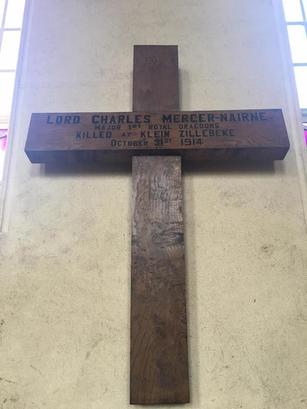 LORD CHARLES MERCER-NAIRNE
MAJOR 1ST ROYAL DRAGOONS
KILLED AT KLEIN ZILLEBEKE
OCTOBER 31ST 1914